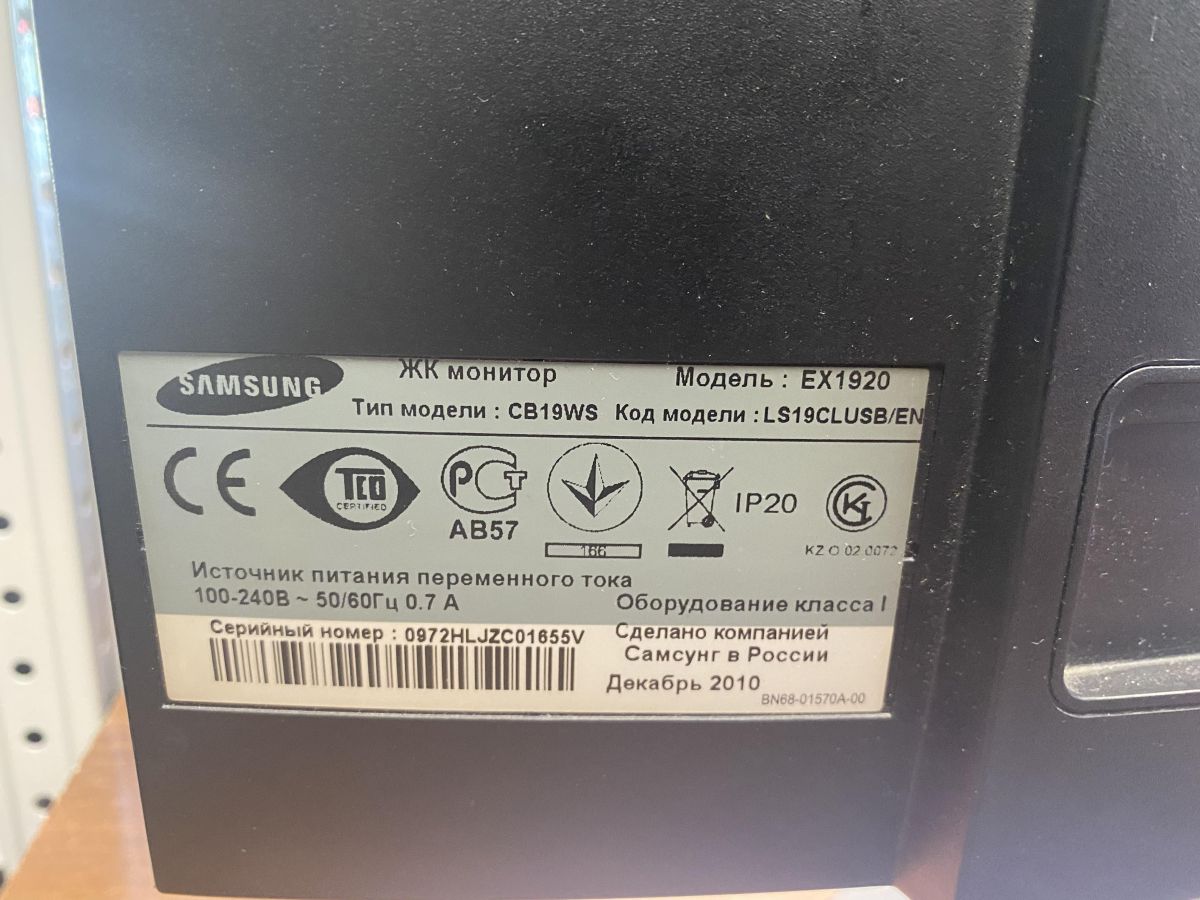 SAMSUNG
ЖК монитор
Модель : EX1920
Тип модели : CB19WS Код модели : LS19CLUSB/EN
CE
TCO
CERTIFIED
РСТ
АВ57
166
IP20
KZ O 02 0072
Источник питания переменного тока
100-240В ~ 50/60Гц 0.7 А
Оборудование класса I
Серийный номер : 0972HLJZC01655V
Сделано компанией
Самсунг в России
Декабрь 2010
BN68-01570A-00